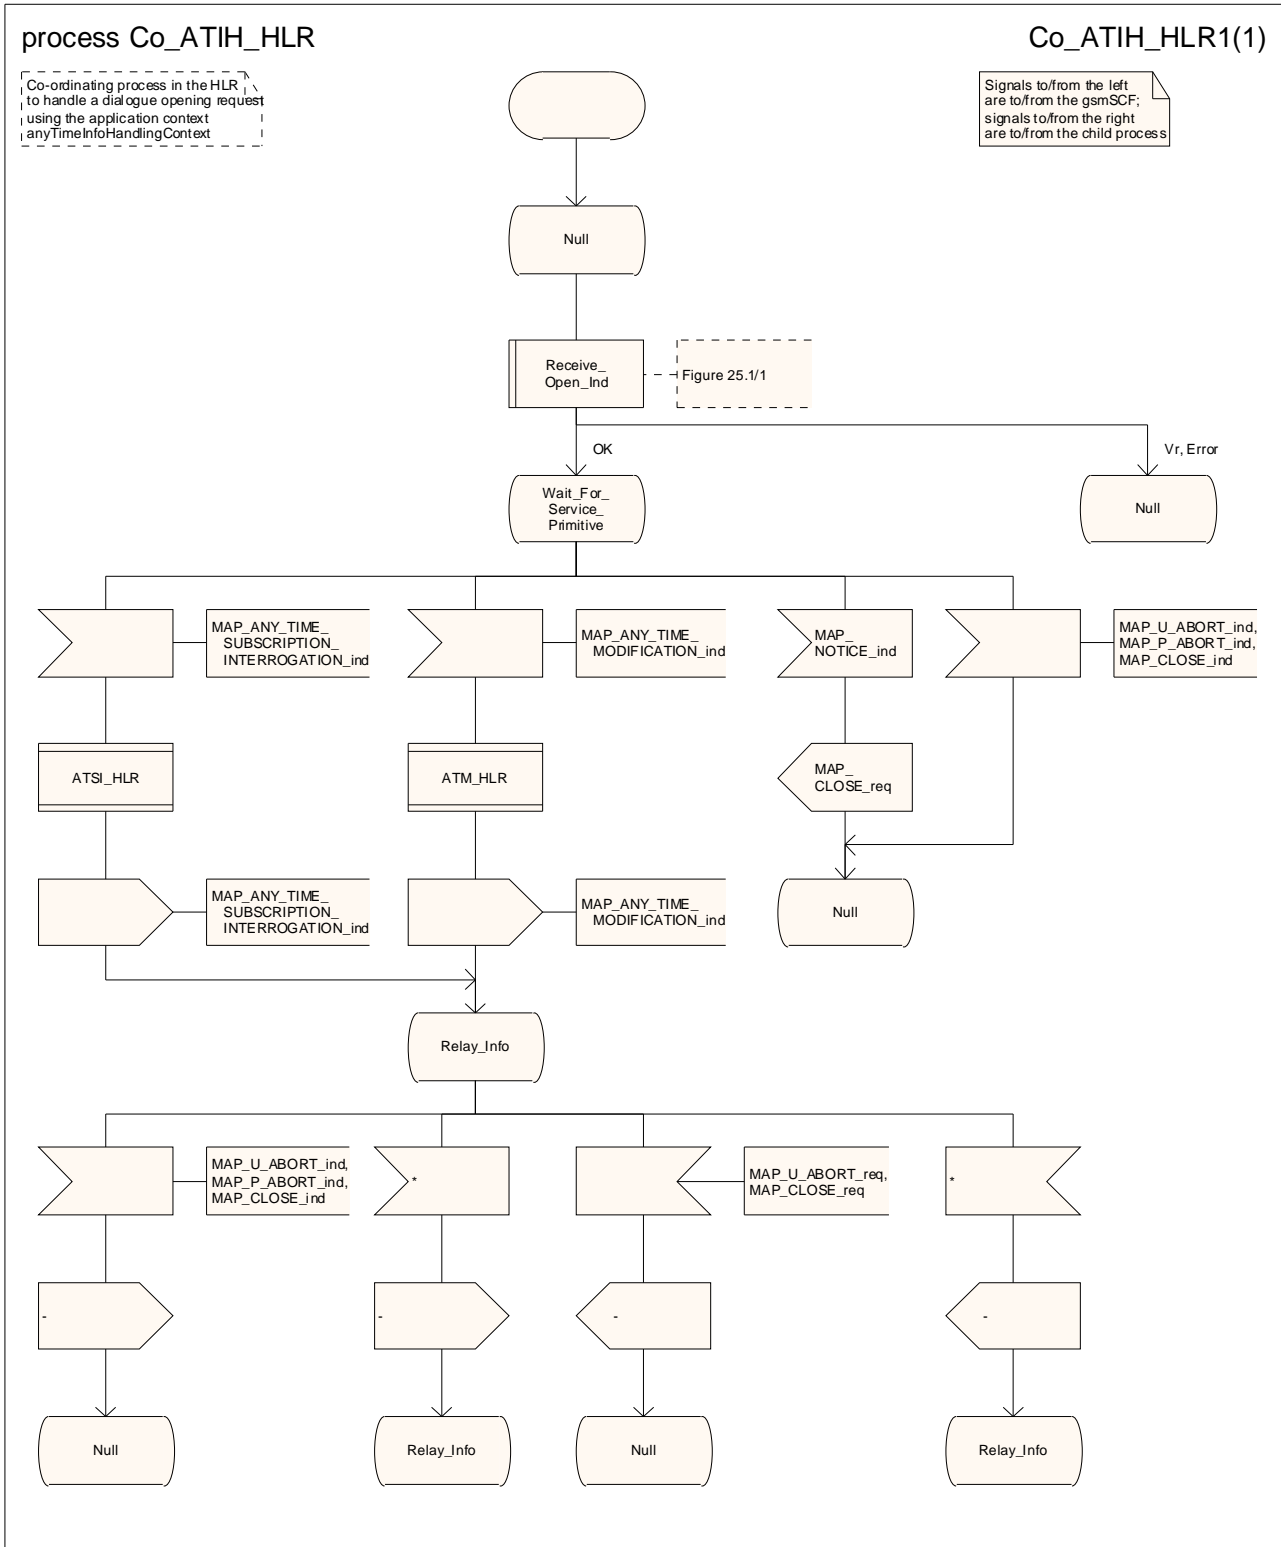 process Co_ATIH_HLR
Co_ATIH_HLR1(1)
Co-ordinating process in the HLR
to handle a dialogue opening request
using the application context
anyTimeInfoHandlingContext
Signals to/from the left
are to/from the gsmSCF;
signals to/from the right
are to/from the child process
Null
Receive_
Open_Ind
Figure 25.1/1
OK
Vr, Error
Wait_For_
Service_
Primitive
Null
MAP_ANY_TIME_
SUBSCRIPTION_
INTERROGATION_ind
MAP_ANY_TIME_
MODIFICATION_ind
MAP_
NOTICE_ind
MAP_U_ABORT_ind,
MAP_P_ABORT_ind,
MAP_CLOSE_ind
ATSI_HLR
ATM_HLR
MAP_
CLOSE_req
MAP_ANY_TIME_
SUBSCRIPTION_
INTERROGATION_ind
MAP_ANY_TIME_
MODIFICATION_ind
Null
Relay_Info
MAP_U_ABORT_ind,
MAP_P_ABORT_ind,
MAP_CLOSE_ind
*
MAP_U_ABORT_req,
MAP_CLOSE_req
*
-
-
-
-
Null
Relay_Info
Null
Relay_Info